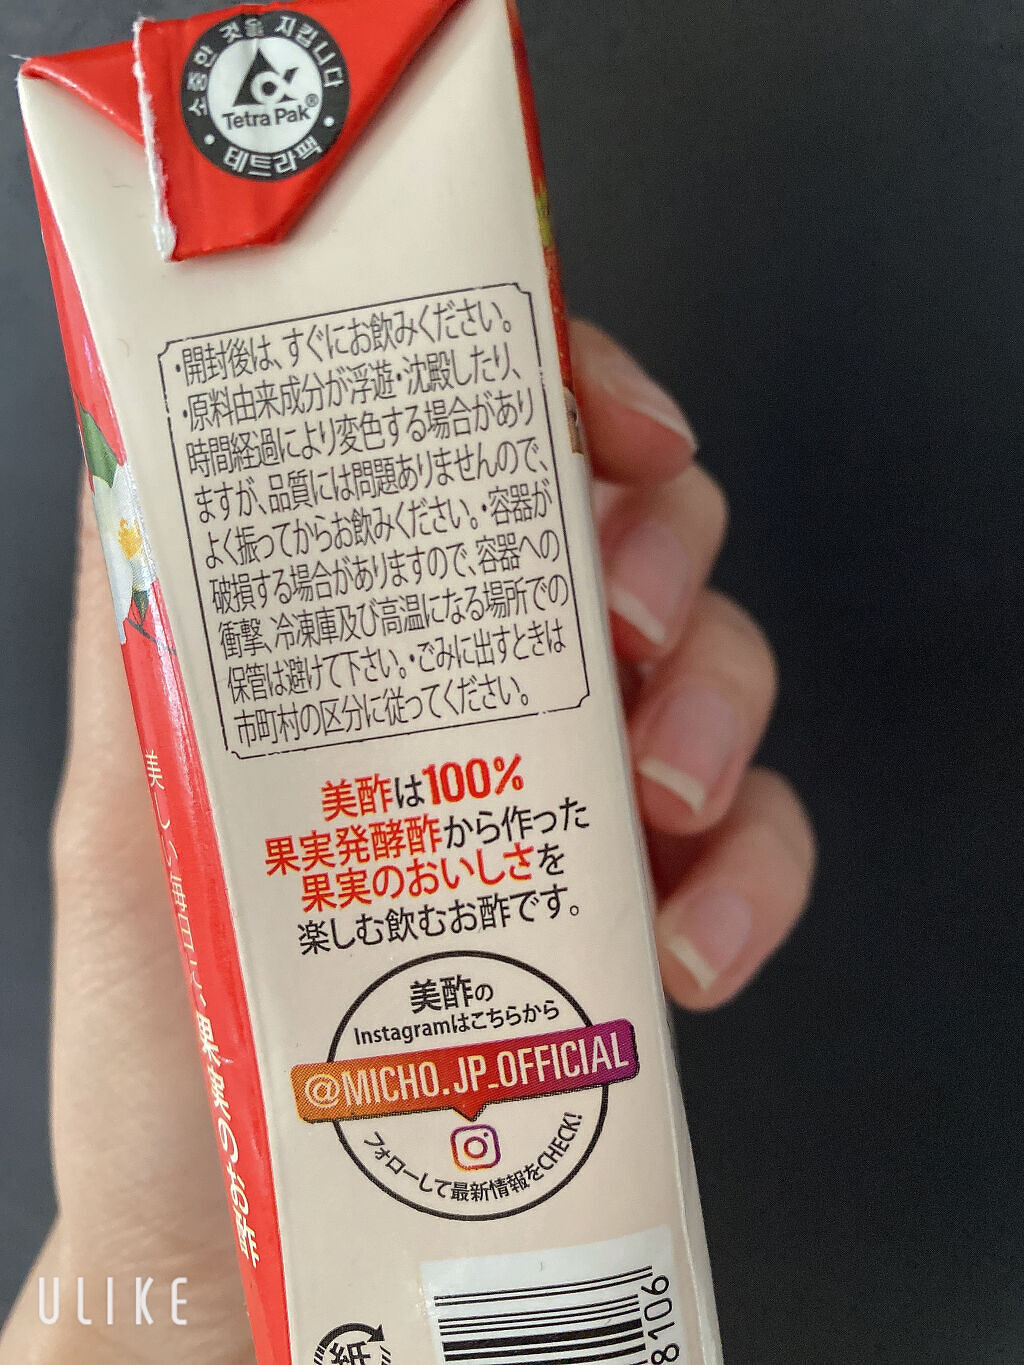 소중한 것을 지킵니다
Tetra Pak®
• 테트라팩 •
・開封後は、すぐにお飲みください。
・原料由来成分が浮遊・沈殿したり、
時間経過により変色する場合があり
ますが、品質には問題ありませんので、
よく振ってからお飲みください。・容器が
破損する場合がありますので、容器への
衝撃、冷凍庫及び高温になる場所での
保管は避けて下さい。・ごみに出すときは
市町村の区分に従ってください。
美酢は100%
果実発酵酢から作った
果実のおいしさを
楽しむ飲むお酢です。
美酢の
Instagramはこちらから
@MICHO.JP_OFFICIAL
フォローして最新情報をCHECK!
果実のお酢
紙
8106
ULIKE